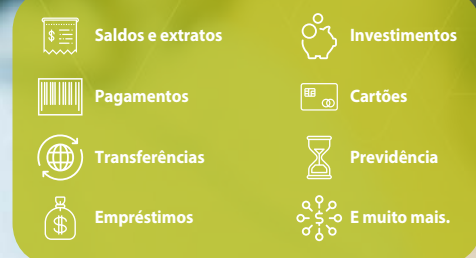 Saldos e extratos
Investimentos
Pagamentos
Cartões
Transferências
Previdência
Empréstimos
E muito mais.